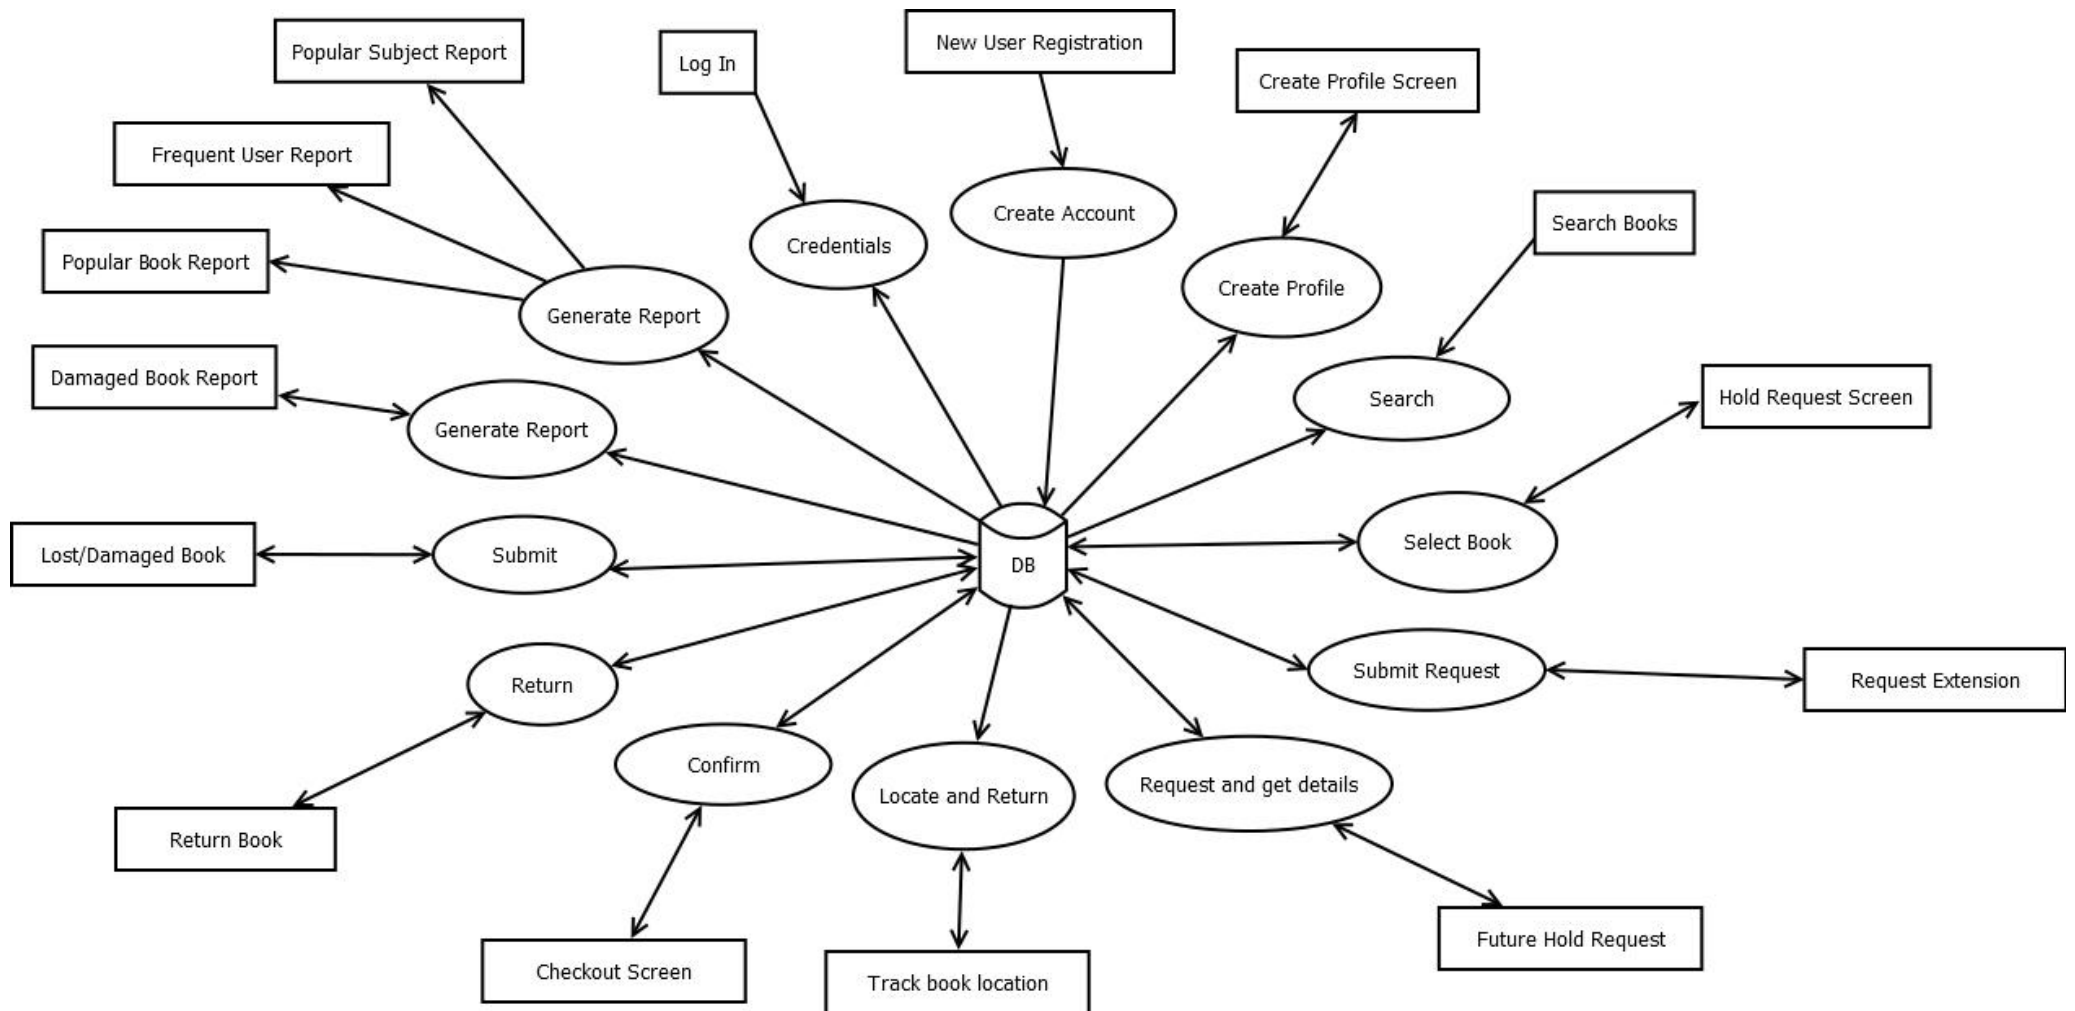 Popular Subject Report
Log In
New User Registration
Create Profile Screen
Frequent User Report
Create Account
Search Books
Credentials
Popular Book Report
Create Profile
Generate Report
Damaged Book Report
Search
Hold Request Screen
Generate Report
Select Book
Lost/Damaged Book
Submit
DB
Submit Request
Request Extension
Return
Confirm
Locate and Return
Request and get details
Return Book
Future Hold Request
Checkout Screen
Track book location